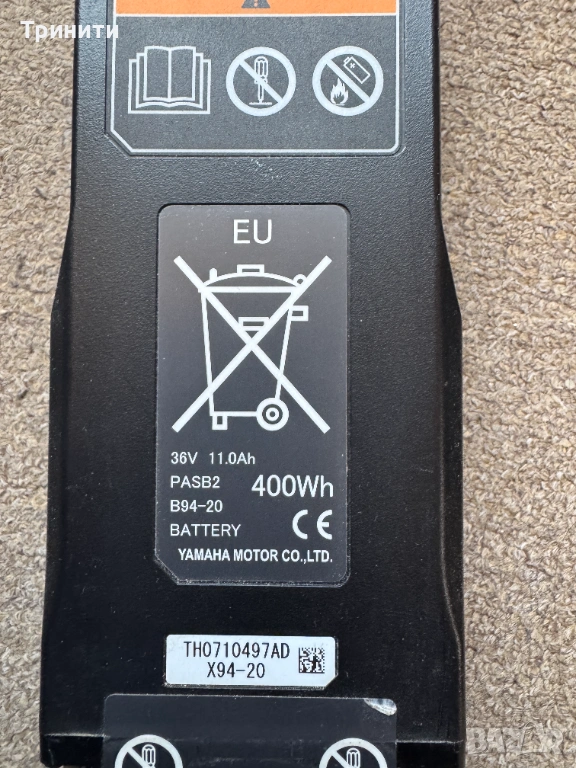 Тринити
EU
36V 11.0Ah
PASB2
400Wh
B94-20
BATTERY
CE
YAMAHA MOTOR CO.,LTD.
TH0710497AD
X94-20